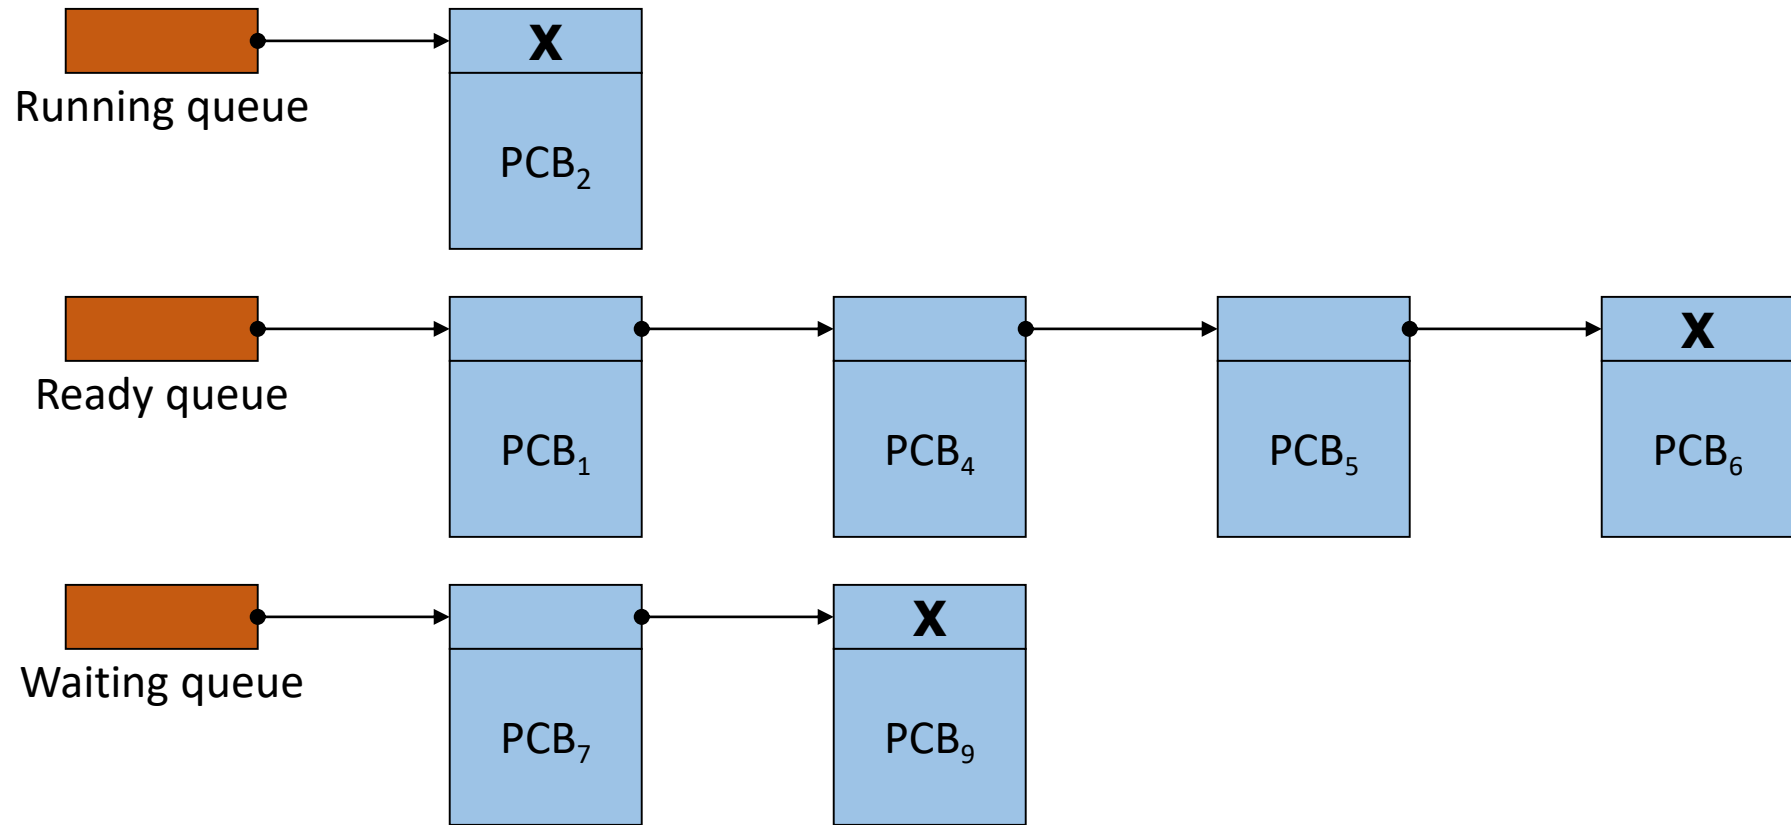 X
Running queue
PCB₂
X
Ready queue
PCB₁ PCB₄ PCB₅ PCB₆
X
Waiting queue
PCB₇ PCB₉